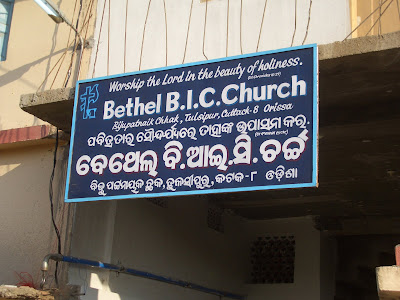 Worship the Lord in the beauty of holiness.
Bethel B.I.C. Church
Bijupatnaik Chhak, Tulsipur, Cuttack-8 Orissa
ପବିତ୍ରତାର ସୌନ୍ଦର୍ଯ୍ୟରେ ତାହାଙ୍କ ଉପାସନା କର.
ବେଥେଲ୍ ବି.ଆଇ.ସି. ଚର୍ଚ୍ଚ
ବିଜୁ ପଟ୍ଟନାୟକ ଛକ, ତୁଳସୀପୁର, କଟକ-୮ ଓଡ଼ିଶା